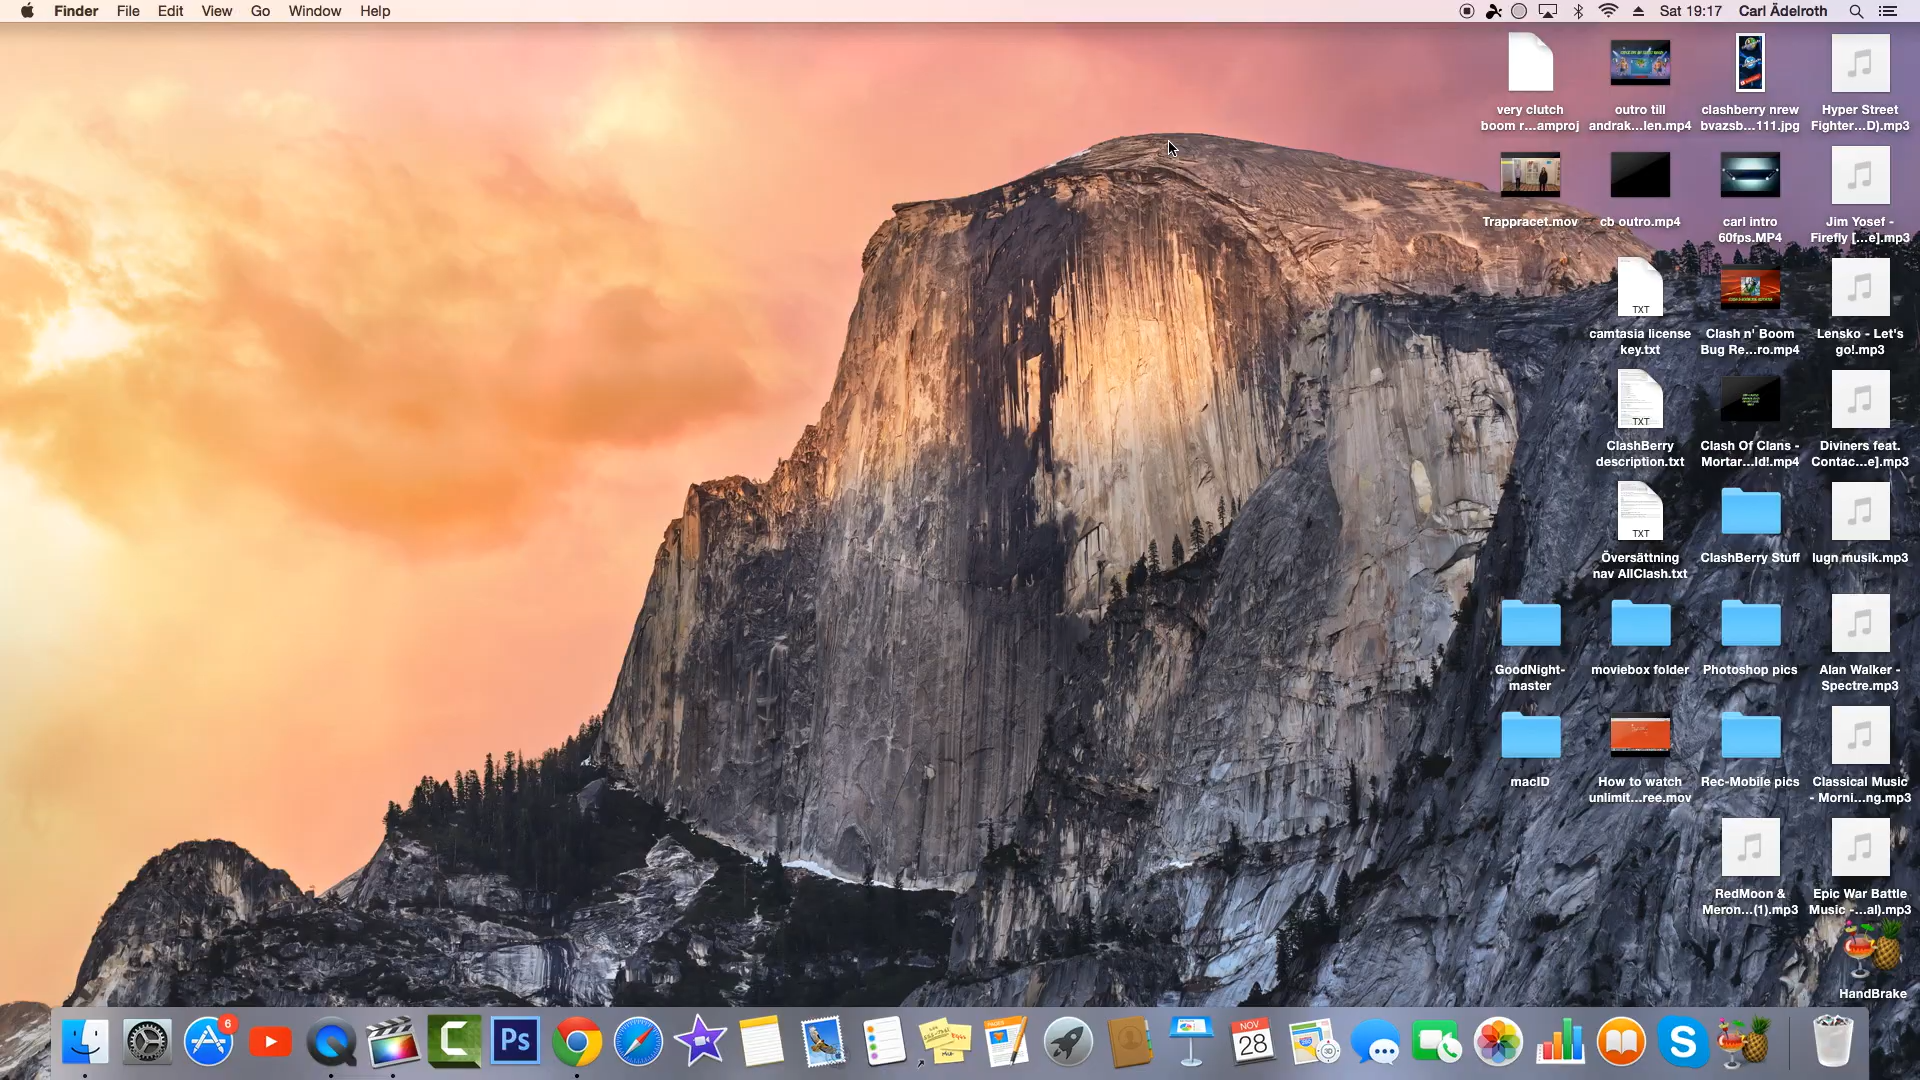 Finder File Edit View Go Window Help
Sat 19:17 Carl Ädelroth
very clutch
boom r...amproj
outro till
andrak...len.mp4
clashberry nrew
bvazsb...111.jpg
Hyper Street
Fighter...D).mp3
Trappracet.mov
cb outro.mp4
carl intro
60fps.MP4
Jim Yosef -
Firefly [...e].mp3
TXT
camtasia license
key.txt
Clash n' Boom
Bug Re...ro.mp4
Lensko - Let's
go!.mp3
TXT
ClashBerry
description.txt
Clash Of Clans -
Mortar...ld!.mp4
Diviners feat.
Contac...e].mp3
TXT
Översättning
nav AllClash.txt
ClashBerry Stuff
lugn musik.mp3
GoodNight-
master
moviebox folder
Photoshop pics
Alan Walker -
Spectre.mp3
macID
How to watch
unlimit...ree.mov
Rec-Mobile pics
Classical Music
- Morni...ng.mp3
RedMoon &
Meron...(1).mp3
Epic War Battle
Music -...al).mp3
HandBrake
6
Ps
PAGES
NOV
28
3D